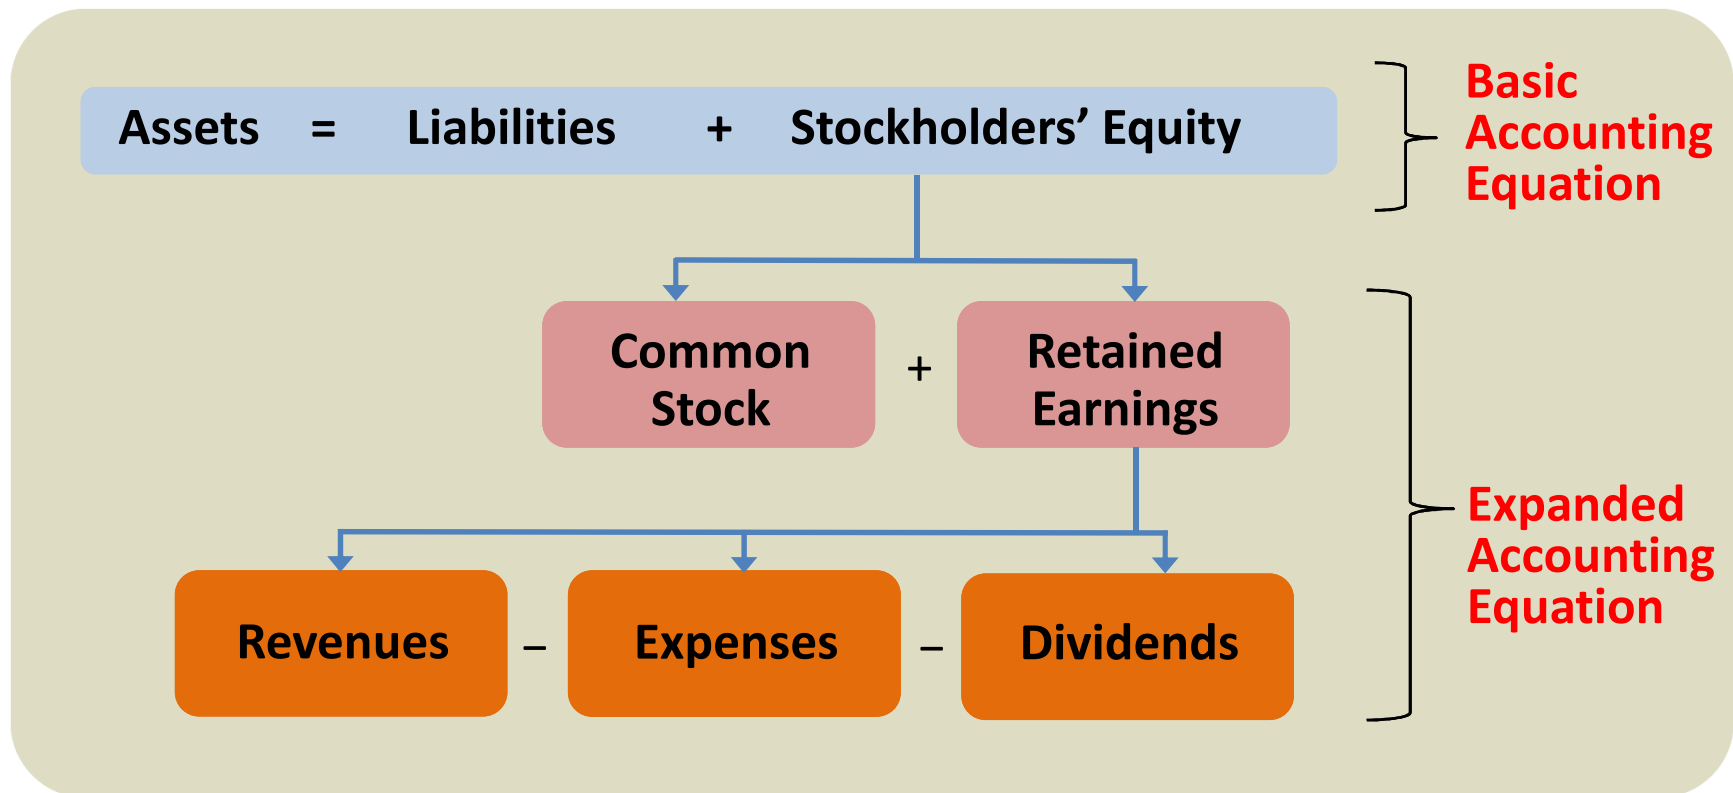 Assets = Liabilities + Stockholders’ Equity
Basic
Accounting
Equation
Common
Stock
+
Retained
Earnings
Expanded
Accounting
Equation
Revenues – Expenses – Dividends